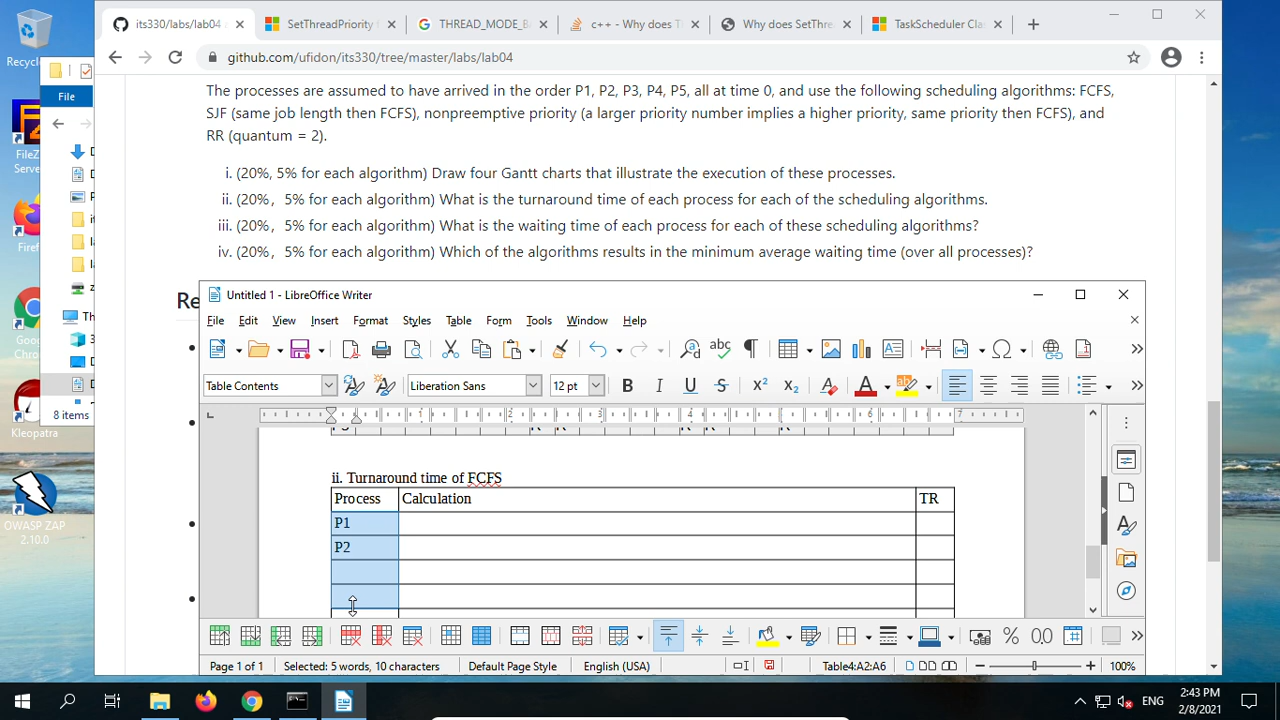 its330/labs/lab04
SetThreadPriority f
THREAD_MODE_B
c++ - Why does T
Why does SetThre
TaskScheduler Cla
github.com/ufidon/its330/tree/master/labs/lab04
Recyc
FileZ
Serve
Firef
Goo
Chro
Kleopatra
OWASP ZAP
2.10.0
File
Th
8 items
The processes are assumed to have arrived in the order P1, P2, P3, P4, P5, all at time 0, and use the following scheduling algorithms: FCFS,
SJF (same job length then FCFS), nonpreemptive priority (a larger priority number implies a higher priority, same priority then FCFS), and
RR (quantum = 2).
i. (20%, 5% for each algorithm) Draw four Gantt charts that illustrate the execution of these processes.
ii. (20%, 5% for each algorithm) What is the turnaround time of each process for each of the scheduling algorithms.
iii. (20%, 5% for each algorithm) What is the waiting time of each process for each of these scheduling algorithms?
iv. (20%, 5% for each algorithm) Which of the algorithms results in the minimum average waiting time (over all processes)?
Re
Untitled 1 - LibreOffice Writer
File Edit View Insert Format Styles Table Form Tools Window Help
Table Contents
Liberation Sans
12 pt
ii. Turnaround time of FCFS
Process Calculation TR
P1
P2
Page 1 of 1
Selected: 5 words, 10 characters
Default Page Style
English (USA)
Table4:A2:A6
100%
ENG
2:43 PM
2/8/2021